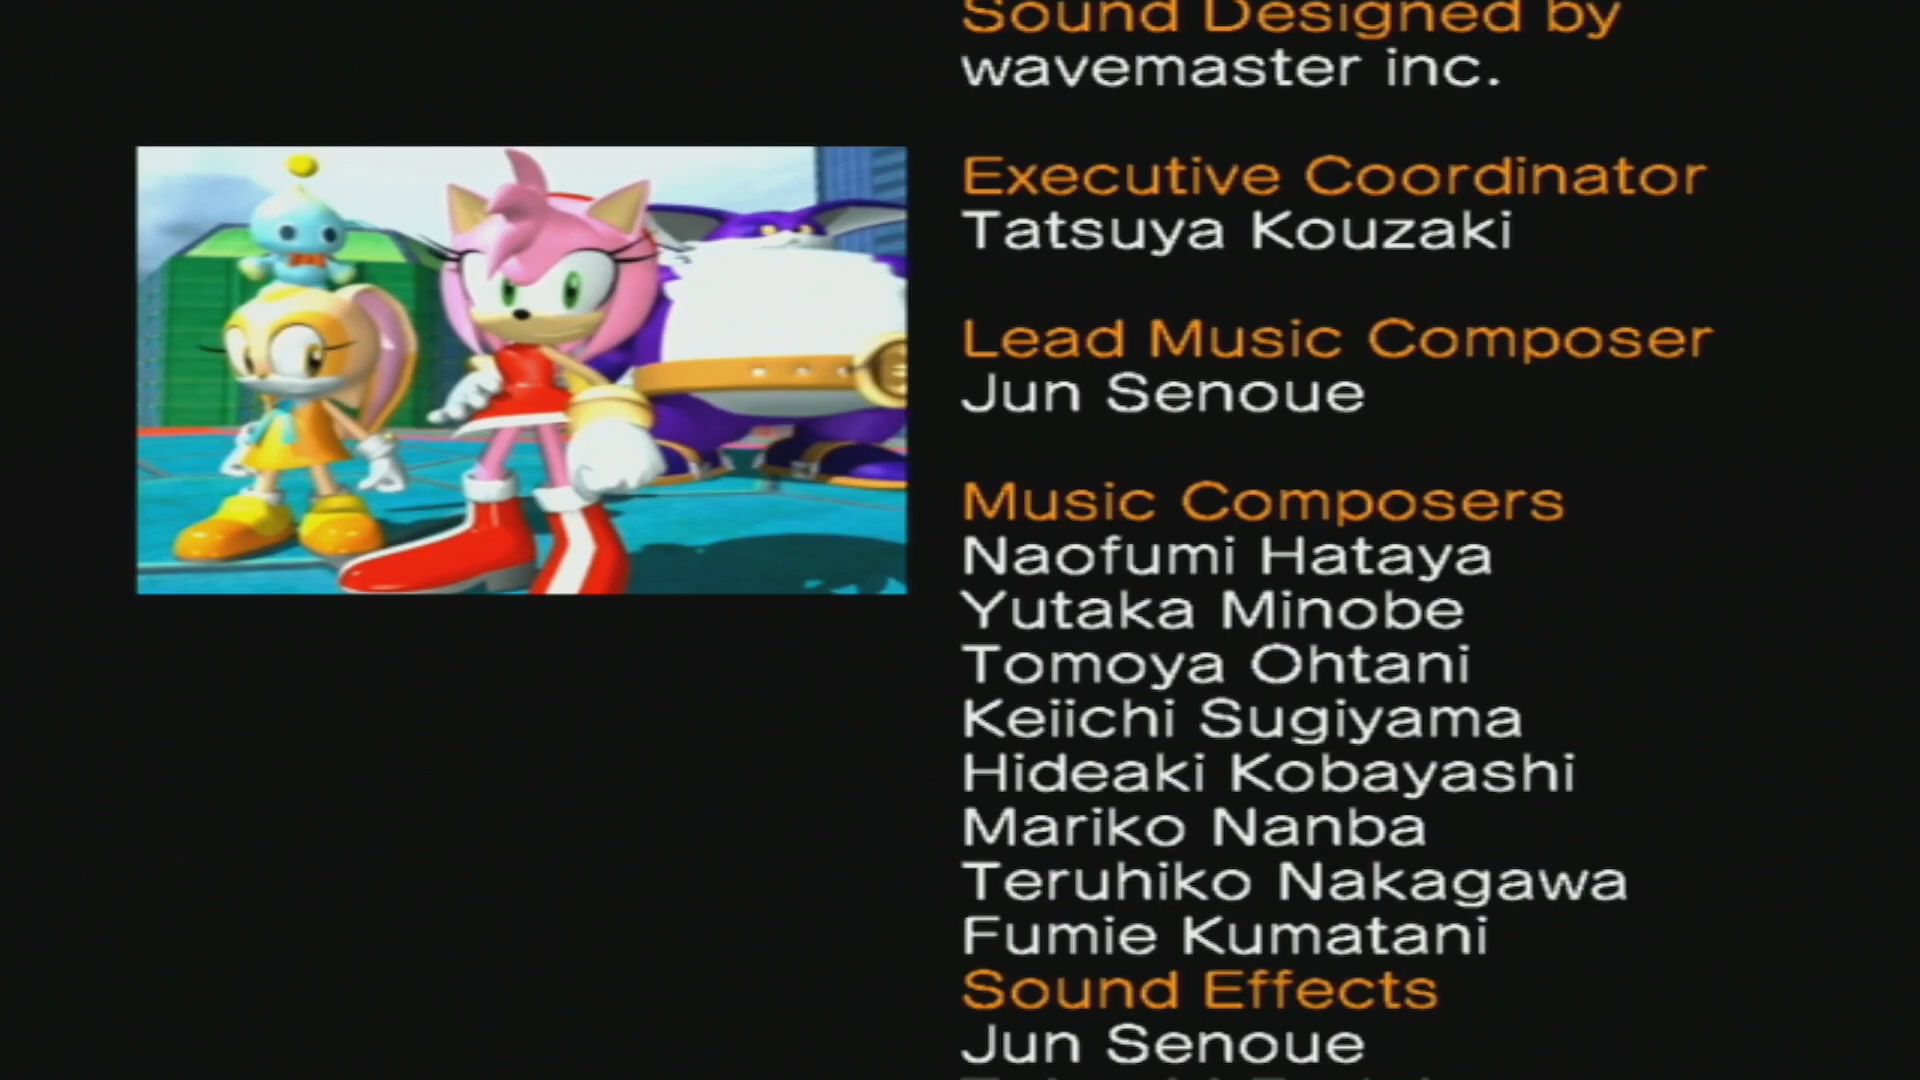 Sound Designed by
wavemaster inc.
Executive Coordinator
Tatsuya Kouzaki
Lead Music Composer
Jun Senoue
Music Composers
Naofumi Hataya
Yutaka Minobe
Tomoya Ohtani
Keiichi Sugiyama
Hideaki Kobayashi
Mariko Nanba
Teruhiko Nakagawa
Fumie Kumatani
Sound Effects
Jun Senoue